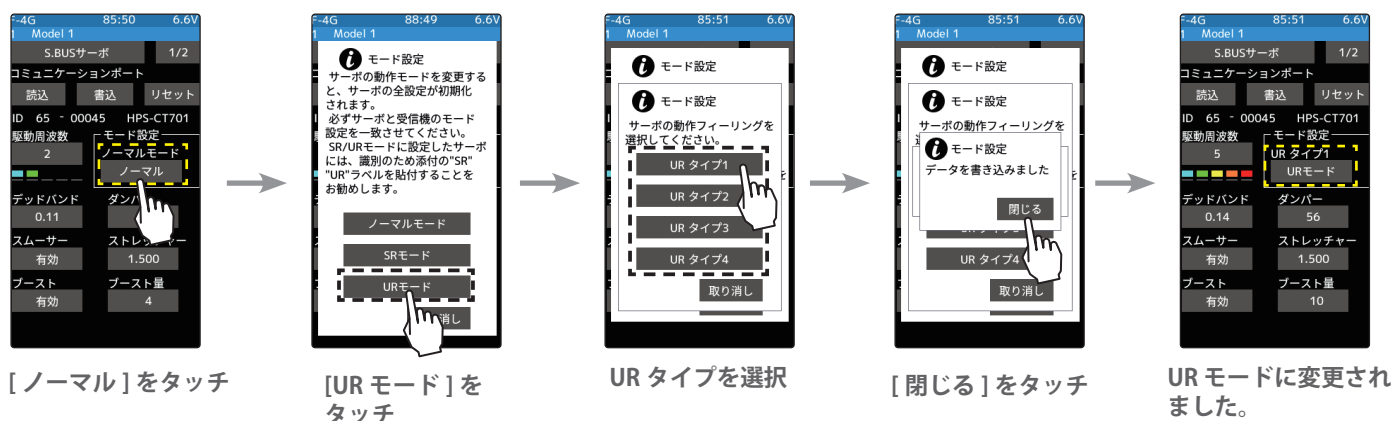 F-4G 85:50 6.6V
1 Model 1
S.BUSサーボ 1/2
コミュニケーションポート
読込 書込 リセット
ID 65 - 00045 HPS-CT701
駆動周波数 モード設定
ノーマルモード
2 ノーマル
デッドバンド ダンパ
0.11
スムーサー ストレッチャー
有効 1.500
ブースト ブースト量
有効 4
[ ノーマル ] をタッチ
F-4G 88:49 6.6V
1 Model 1
モード設定
サーボの動作モードを変更する
と、サーボの全設定が初期化
されます。
必ずサーボと受信機のモード
設定を一致させてください。
SR/URモードに設定したサーボ
には、識別のため添付の"SR"
"UR"ラベルを貼付することを
お勧めします。
ノーマルモード
SRモード
URモード
消し
[UR モード ] を
タッチ
F-4G 85:51 6.6V
1 Model 1
モード設定
モード設定
サーボの動作フィーリングを
選択してください。
UR タイプ1
UR タイプ2
UR タイプ3
UR タイプ4
取り消し
UR タイプを選択
F-4G 85:51 6.6V
1 Model 1
モード設定
モード設定
サーボの動作フィーリングを
モード設定
データを書き込みました
閉じる
UR タイプ4
取り消し
[ 閉じる ] をタッチ
F-4G 85:51 6.6V
1 Model 1
S.BUSサーボ 1/2
コミュニケーションポート
読込 書込 リセット
ID 65 - 00045 HPS-CT701
駆動周波数 モード設定
UR タイプ1
5 URモード
デッドバンド ダンパー
0.14 56
スムーサー ストレッチャー
有効 1.500
ブースト ブースト量
有効 10
UR モードに変更され
ました。